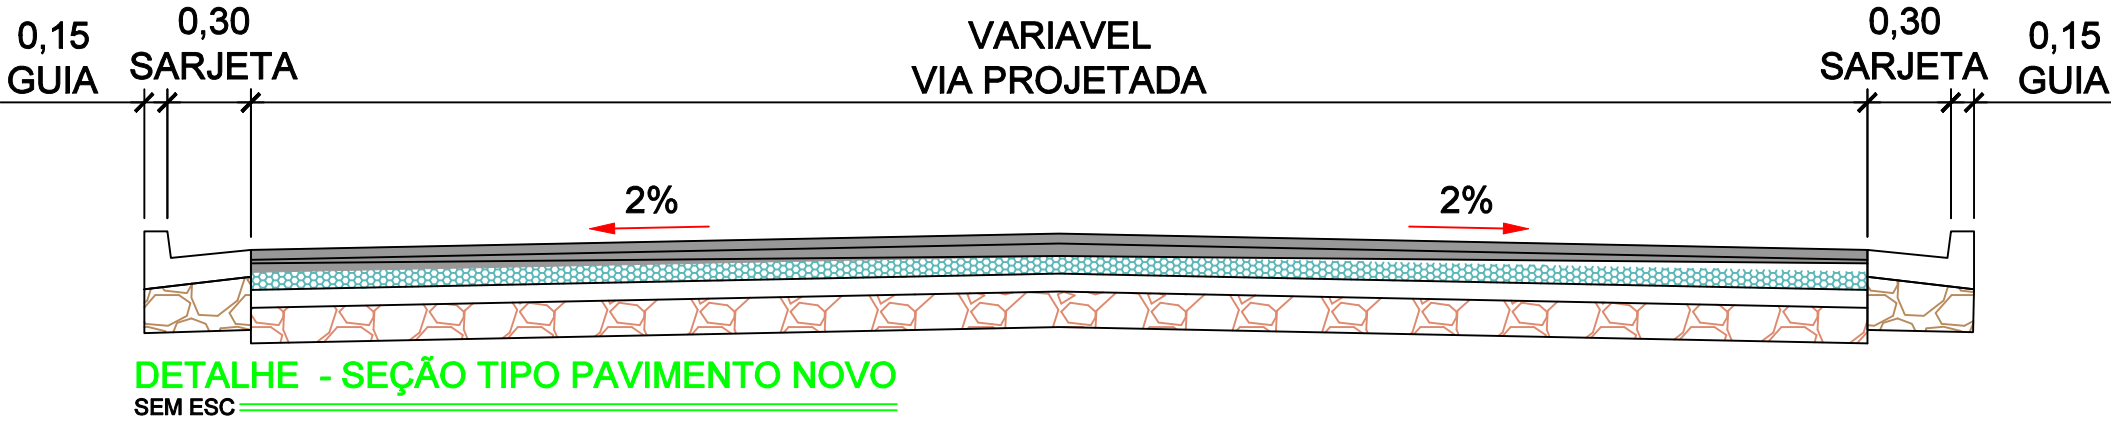 0,15
GUIA
0,30
SARJETA
VARIAVEL
VIA PROJETADA
0,30
SARJETA
0,15
GUIA
2%
2%
DETALHE - SEÇÃO TIPO PAVIMENTO NOVO
SEM ESC